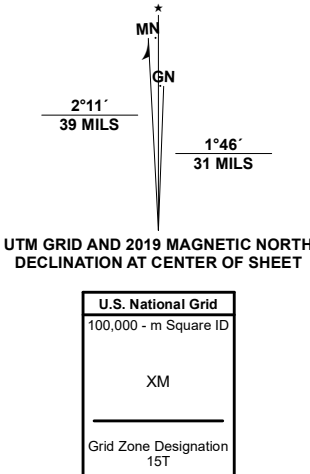 MN
GN
2°11´
39 MILS
1°46´
31 MILS
UTM GRID AND 2019 MAGNETIC NORTH
DECLINATION AT CENTER OF SHEET
U.S. National Grid
100,000 - m Square ID
XM
Grid Zone Designation
15T